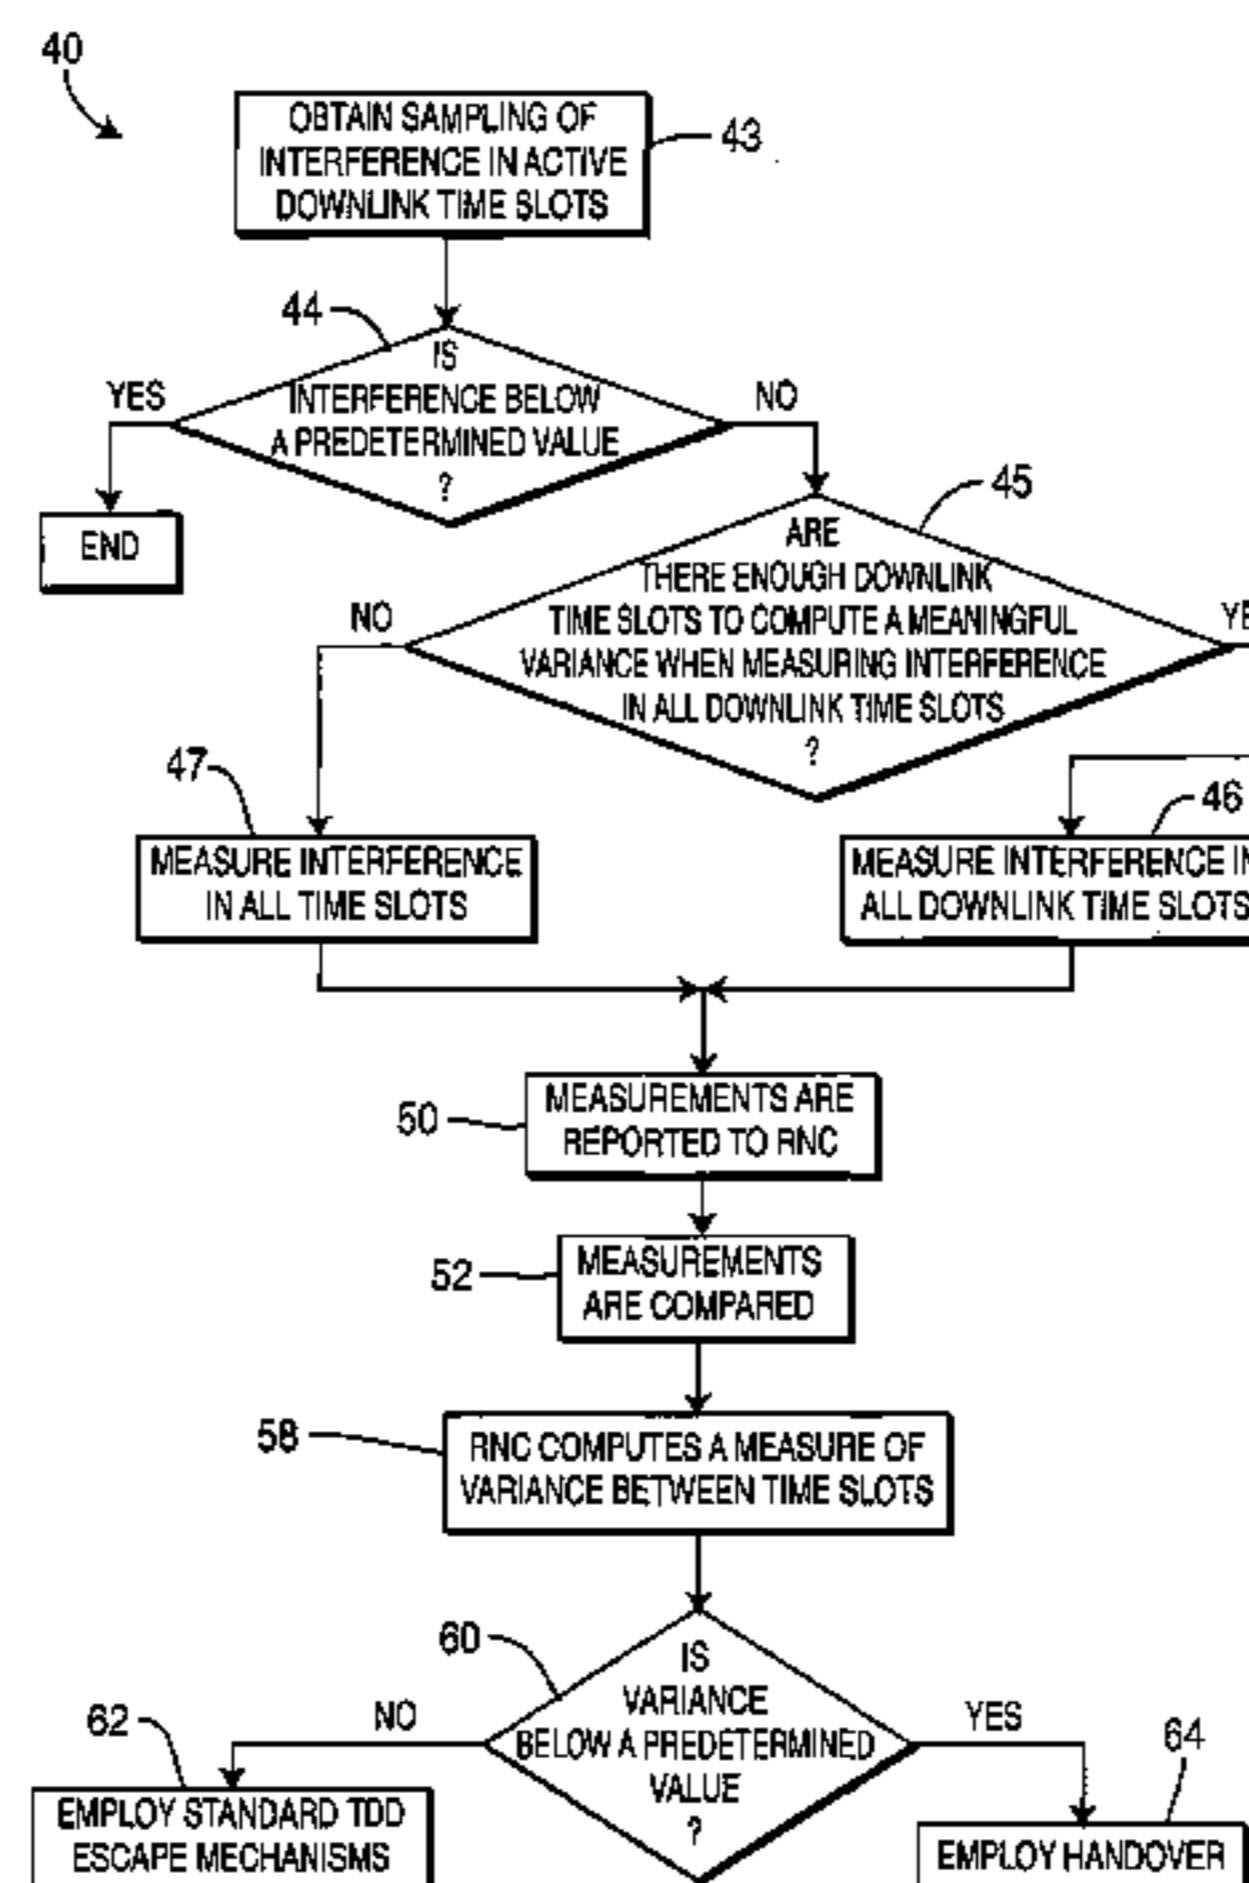 40
OBTAIN SAMPLING OF
INTERFERENCE IN ACTIVE
DOWNLINK TIME SLOTS
43
44
IS
INTERFERENCE BELOW
A PREDETERMINED VALUE
?
YES
NO
END
45
ARE
THERE ENOUGH DOWNLINK
TIME SLOTS TO COMPUTE A MEANINGFUL
VARIANCE WHEN MEASURING INTERFERENCE
IN ALL DOWNLINK TIME SLOTS
?
NO
YE
47
MEASURE INTERFERENCE
IN ALL TIME SLOTS
46
MEASURE INTERFERENCE IN
ALL DOWNLINK TIME SLOTS
50
MEASUREMENTS ARE
REPORTED TO RNC
52
MEASUREMENTS
ARE COMPARED
58
RNC COMPUTES A MEASURE OF
VARIANCE BETWEEN TIME SLOTS
60
IS
VARIANCE
BELOW A PREDETERMINED
VALUE
?
NO
YES
62
EMPLOY STANDARD TDD
ESCAPE MECHANISMS
64
EMPLOY HANDOVER